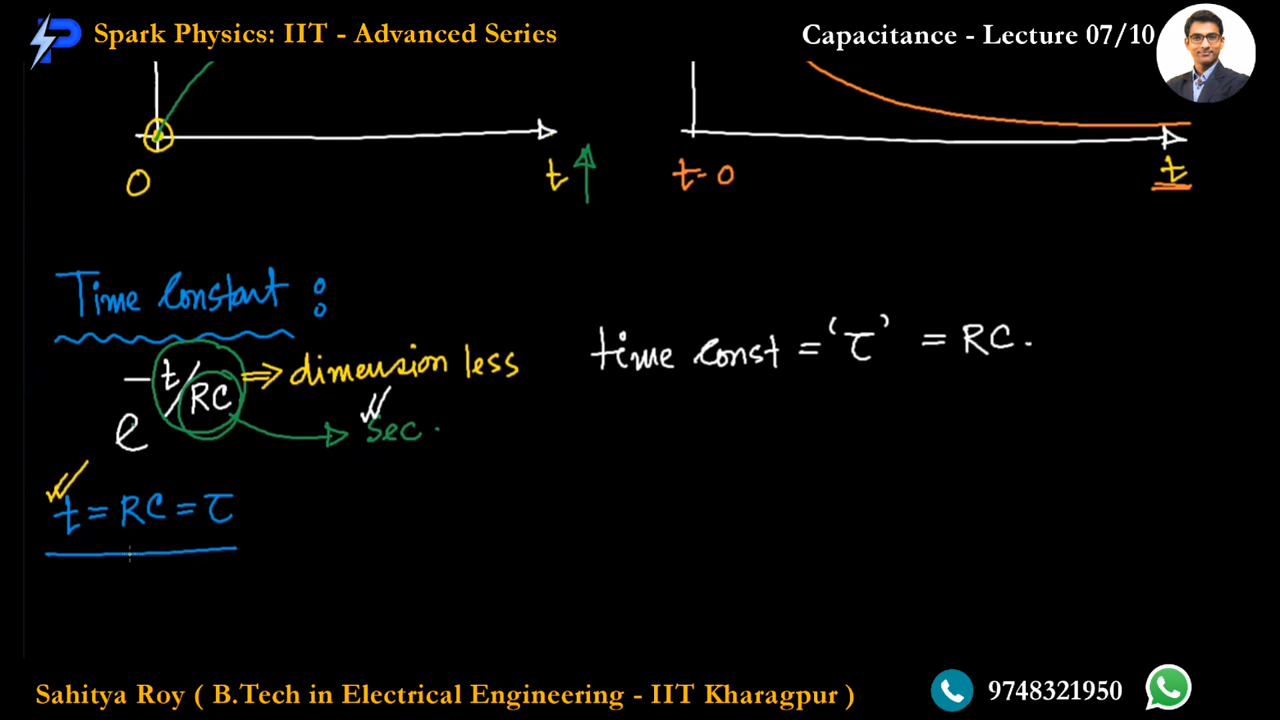 Spark Physics: IIT - Advanced Series
Capacitance - Lecture 07/10
0
t
t-0
t
Time Constant :
e^-t/RC ⇒ dimension less
sec.
time const = 'τ' = RC.
t = RC = τ
Sahitya Roy ( B.Tech in Electrical Engineering - IIT Kharagpur )
9748321950